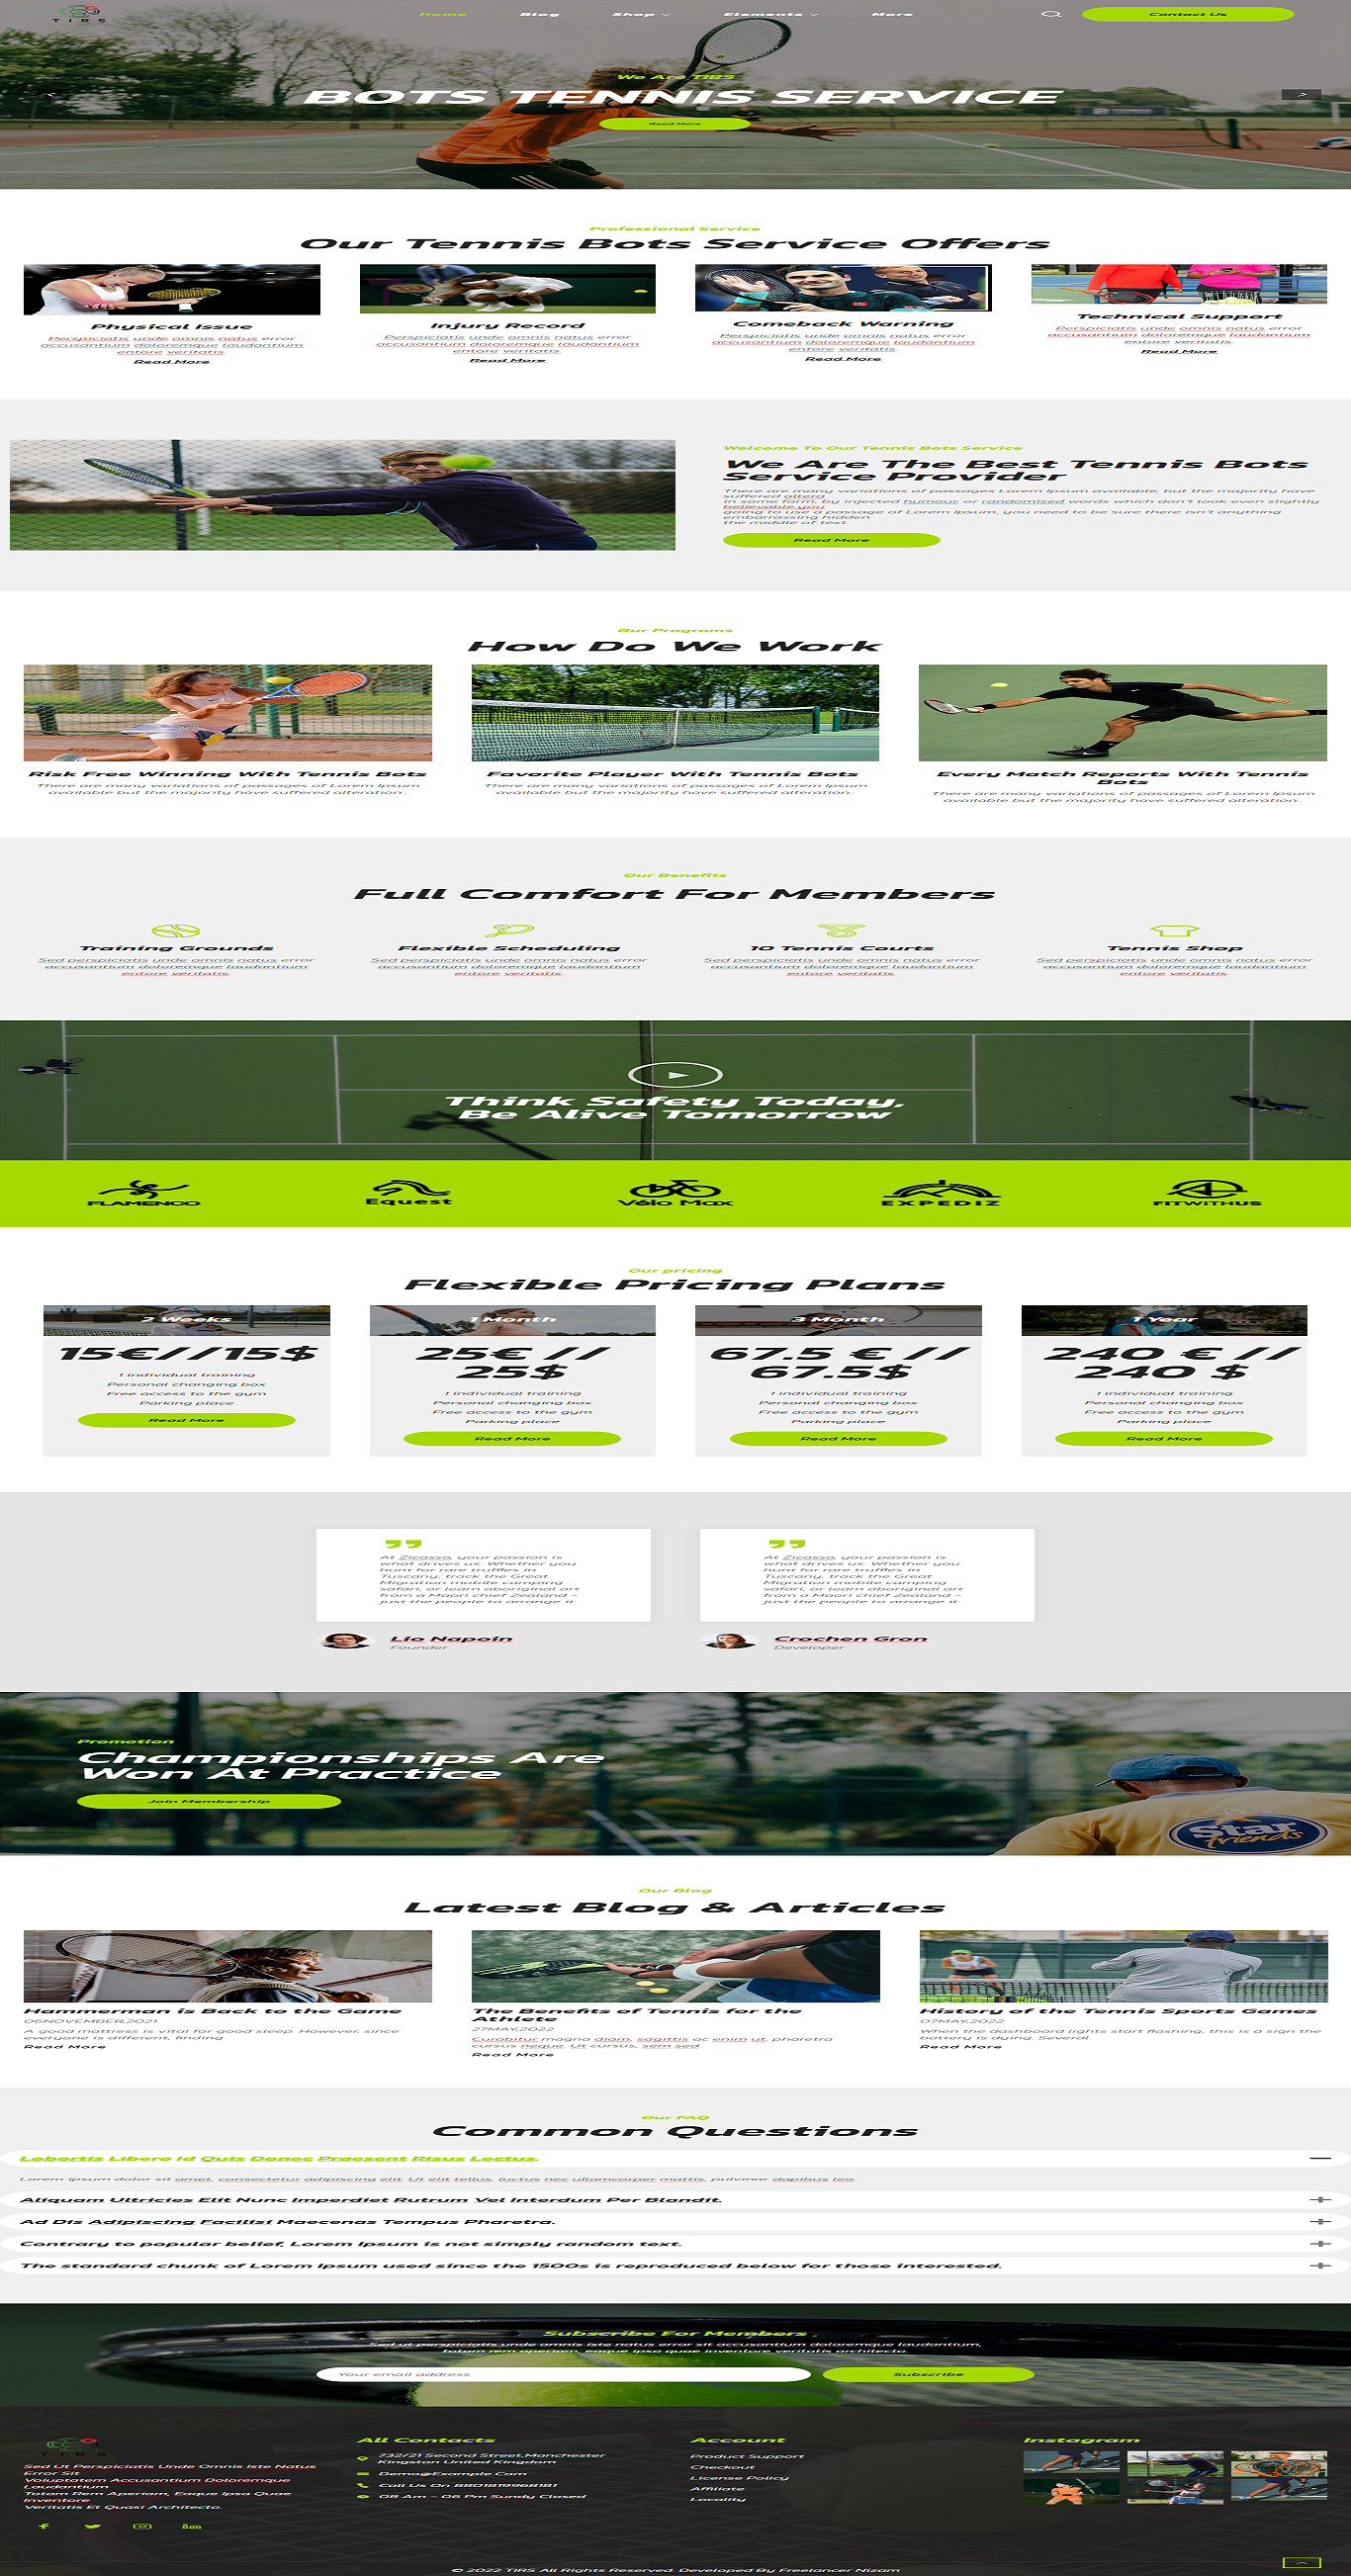 TIRS
Home Blog Shop Elements More
Contact Us
We Are TIRS
BOTS TENNIS SERVICE
Read More
Professional Service
Our Tennis Bots Service Offers
Physical Issue
Perspiciatis unde omnis natus error
accusantium doloremque laudantium
entore veritatis.
Read More
Injury Record
Perspiciatis unde omnis natus error
accusantium doloremque laudantium
entore veritatis.
Read More
Comeback Warning
Perspiciatis unde omnis natus error
accusantium doloremque laudantium
entore veritatis.
Read More
Technical Support
Perspiciatis unde omnis natus error
accusantium doloremque laudantium
entore veritatis.
Read More
Welcome To Our Tennis Bots Service
We Are The Best Tennis Bots
Service Provider
There are many variations of passages Lorem Ipsum available, but the majority have
suffered altera
in some form, by injected humour, or randomised words which don't look even slightly
believable.you
going to use a passage of Lorem Ipsum, you need to be sure there isn't anything
embarrassing hidden
the middle of text.
Read More
Our Programs
How Do We Work
Risk Free Winning With Tennis Bots
There are many variations of passages of Lorem Ipsum
available but the majority have suffered alteration..
Favorite Player With Tennis Bots
There are many variations of passages of Lorem Ipsum
available but the majority have suffered alteration..
Every Match Reports With Tennis
Bots
There are many variations of passages of Lorem Ipsum
available but the majority have suffered alteration..
Our Benefits
Full Comfort For Members
Training Grounds
Sed perspiciatis unde omnis natus error
accusantium doloremque laudantium
entore veritatis.
Flexible Scheduling
Sed perspiciatis unde omnis natus error
accusantium doloremque laudantium
entore veritatis.
10 Tennis Courts
Sed perspiciatis unde omnis natus error
accusantium doloremque laudantium
entore veritatis.
Tennis Shop
Sed perspiciatis unde omnis natus error
accusantium doloremque laudantium
entore veritatis.
Think Safety Today,
Be Alive Tomorrow
FLAMENCO
Equest
Vélo Max
EXPEDIZ
FITWITHUS
Our pricing
Flexible Pricing Plans
2 Weeks
15€//15$
1 individual training
Personal changing box
Free access to the gym
Parking place
Read More
1 Month
25€ //
25$
1 individual training
Personal changing box
Free access to the gym
Parking place
Read More
3 Month
67.5 € //
67.5$
1 individual training
Personal changing box
Free access to the gym
Parking place
Read More
1 Year
240 € //
240 $
1 individual training
Personal changing box
Free access to the gym
Parking place
Read More
At Zicasso, your passion is
what drives us. Whether you
hunt for rare truffles in
Tuscany, track the Great
Migration mobile camping
safari, or learn aboriginal art
from a Maori chief Zealand –
just the people to arrange it.
Lio Napoin
Founder
At Zicasso, your passion is
what drives us. Whether you
hunt for rare truffles in
Tuscany, track the Great
Migration mobile camping
safari, or learn aboriginal art
from a Maori chief Zealand –
just the people to arrange it.
Crochen Gron
Developer
Promotion
Championships Are
Won At Practice
Join Membership
Star
friends
Our Blog
Latest Blog & Articles
Hammerman is Back to the Game
06NOVEMBER,2021
A good mattress is vital for good sleep. However, since
everyone is different, finding
Read More
The Benefits of Tennis for the
Athlete
27MAY,2022
Curabitur magna diam, sagittis ac enim ut, pharetra
cursus neque. Ut cursus, sem sed
Read More
History of the Tennis Sports Games
07MAY,2022
When the dashboard lights start flashing, this is a sign the
battery is dying. Several
Read More
Our FAQ
Common Questions
Lobortis Libero Id Quis Donec Praesent Risus Lectus.
Lorem ipsum dolor sit amet, consectetur adipiscing elit. Ut elit tellus, luctus nec ullamcorper mattis, pulvinar dapibus leo.
Aliquam Ultricies Elit Nunc Imperdiet Rutrum Vel Interdum Per Blandit.
Ad Dis Adipiscing Facilisi Maecenas Tempus Pharetra.
Contrary to popular belief, Lorem Ipsum is not simply random text.
The standard chunk of Lorem Ipsum used since the 1500s is reproduced below for those interested.
Subscribe For Members
Sed ut perspiciatis unde omnis iste natus error sit accusantium doloremque laudantium,
totam rem aperiam, eaque ipsa quae inventore veritatis architecto.
Your email address
Subscribe
TIRS
Sed Ut Perspiciatis Unde Omnis Iste Natus
Error Sit
Voluptatem Accusantium Doloremque
Laudantium
Totam Rem Aperiam, Eaque Ipsa Quae
Inventore
Veritatis Et Quasi Architecto.
All Contacts
732/21 Second Street,Manchester
Kingston United Kingdom
Demo@Example.Com
Call Us On 8801819968181
08 Am – 06 Pm Sundy Closed
Account
Product Support
Checkout
License Policy
Affiliate
Locality
Instagram
© 2022 TIRS All Rights Reserved. Developed By Freelancer Nizam